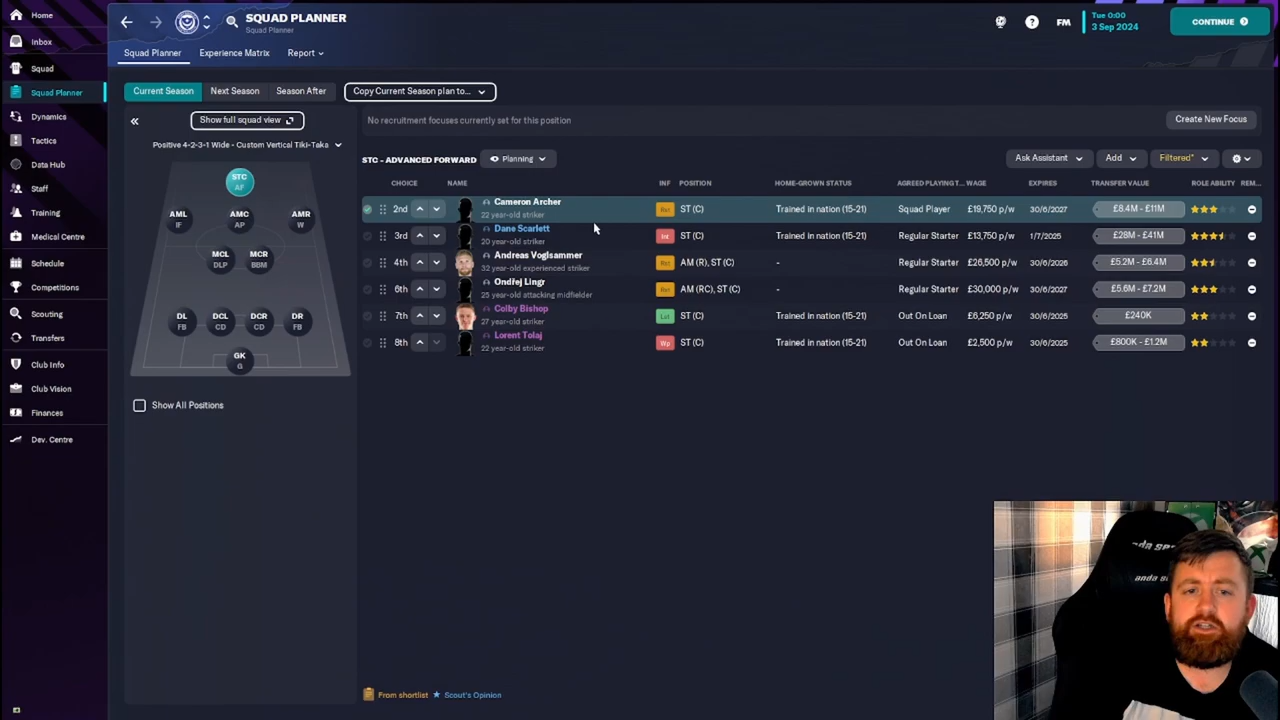 Home
Inbox
Squad
Squad Planner
Dynamics
Tactics
Data Hub
Staff
Training
Medical Centre
Schedule
Competitions
Scouting
Transfers
Club Info
Club Vision
Finances
Dev. Centre
SQUAD PLANNER
Squad Planner
FM
Tue 0:00
3 Sep 2024
CONTINUE
Squad Planner
Experience Matrix
Report
Current Season
Next Season
Season After
Copy Current Season plan to...
Show full squad view
Positive 4-2-3-1 Wide - Custom Vertical Tiki-Taka
STC
AF
AML
IF
AMC
AP
AMR
W
MCL
DLP
MCR
BBM
DL
FB
DCL
CD
DCR
CD
DR
FB
GK
G
Show All Positions
No recruitment focuses currently set for this position
Create New Focus
STC - ADVANCED FORWARD
Planning
Ask Assistant
Add
Filtered*
CHOICE NAME INF POSITION HOME-GROWN STATUS AGREED PLAYING T... WAGE EXPIRES TRANSFER VALUE ROLE ABILITY REM...
2nd Cameron Archer Rst ST (C) Trained in nation (15-21) Squad Player £19,750 p/w 30/6/2027 £8.4M - £11M
22 year-old striker
3rd Dane Scarlett Int ST (C) Trained in nation (15-21) Regular Starter £13,750 p/w 1/7/2025 £28M - £41M
20 year-old striker
4th Andreas Voglsammer Rst AM (R), ST (C) - Regular Starter £26,500 p/w 30/6/2026 £5.2M - £6.4M
32 year-old experienced striker
6th Ondřej Lingr Rst AM (RC), ST (C) - Regular Starter £30,000 p/w 30/6/2026 £5.6M - £7.2M
25 year-old attacking midfielder
7th Colby Bishop Lst ST (C) Trained in nation (15-21) Out On Loan £6,250 p/w 30/6/2025 £240K
27 year-old striker
8th Lorent Tolaj Wp ST (C) Trained in nation (15-21) Out On Loan £2,500 p/w 30/6/2025 £800K - £1.2M
22 year-old striker
From shortlist
Scout's Opinion